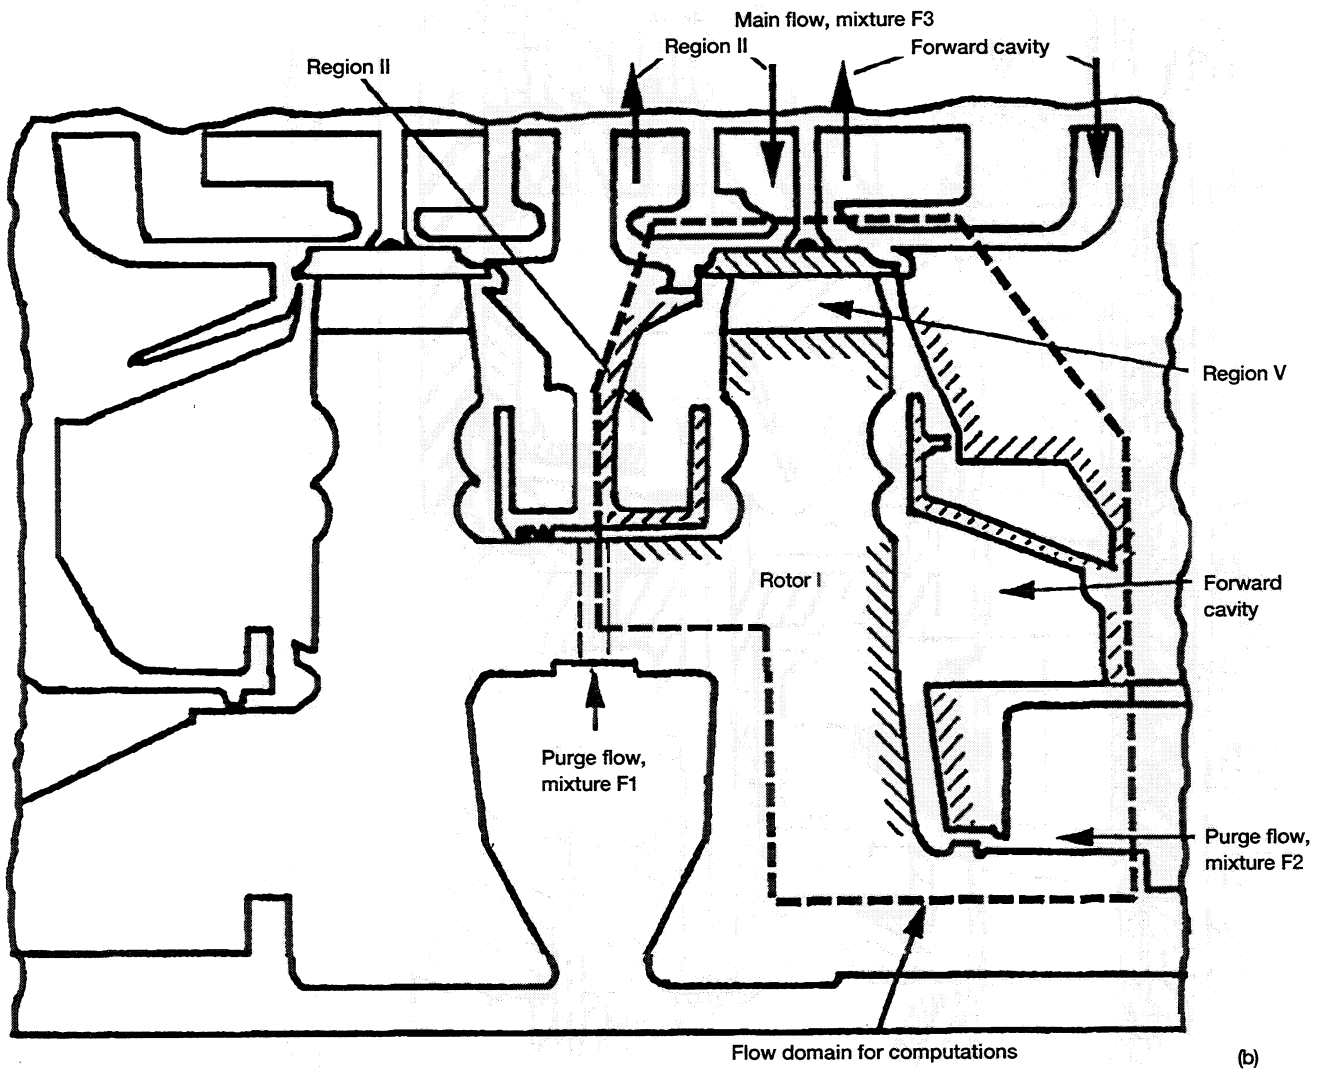 Main flow, mixture F3
Region II
Forward cavity
Region II
Region V
Rotor I
Forward
cavity
Purge flow,
mixture F1
Purge flow,
mixture F2
Flow domain for computations
(b)